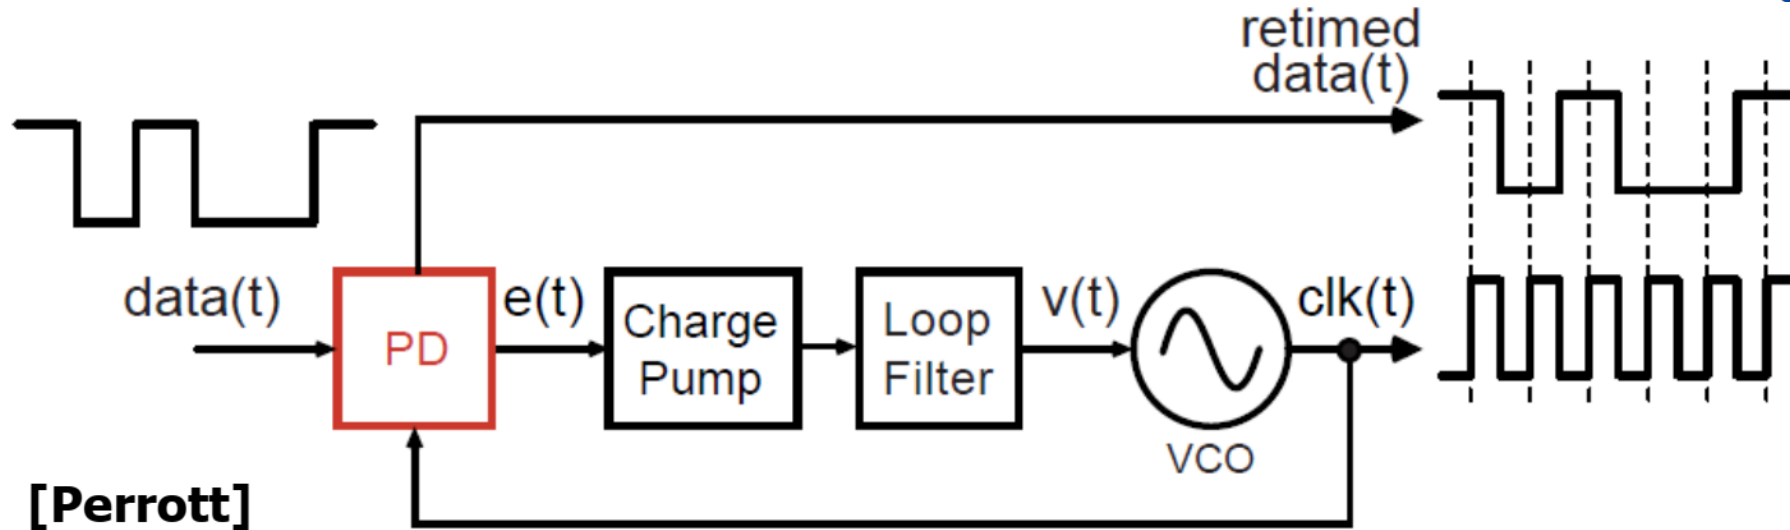 retimed
data(t)
data(t)
PD
e(t)
Charge
Pump
Loop
Filter
v(t)
VCO
clk(t)
[Perrott]